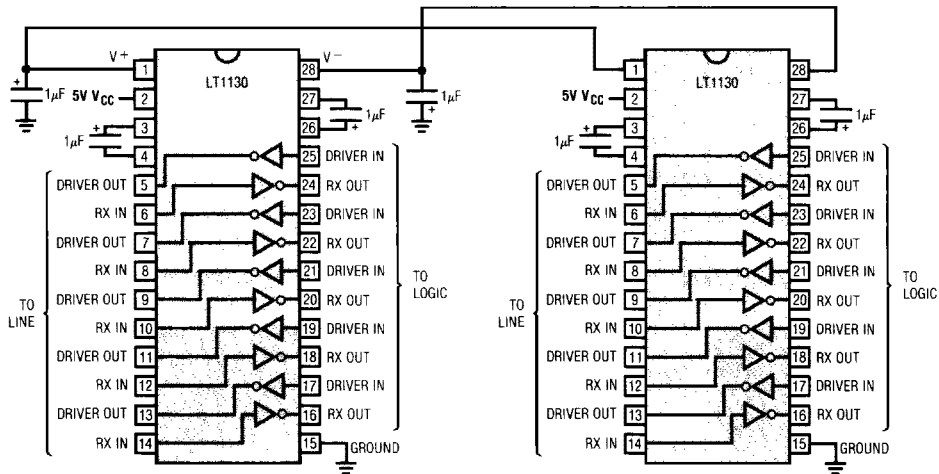 V+
V−
LT1130
1
28
1µF
5V VCC
2
27
1µF
1µF
3
26
1µF
4
25
DRIVER IN
DRIVER OUT
5
24
RX OUT
RX IN
6
23
DRIVER IN
DRIVER OUT
7
22
RX OUT
RX IN
8
21
DRIVER IN
TO LINE
DRIVER OUT
9
20
RX OUT
TO LOGIC
RX IN
10
19
DRIVER IN
DRIVER OUT
11
18
RX OUT
RX IN
12
17
DRIVER IN
DRIVER OUT
13
16
RX OUT
RX IN
14
15
GROUND
LT1130
1
28
5V VCC
2
27
1µF
1µF
3
26
4
25
DRIVER IN
DRIVER OUT
5
24
RX OUT
RX IN
6
23
DRIVER IN
DRIVER OUT
7
22
RX OUT
RX IN
8
21
DRIVER IN
TO LINE
DRIVER OUT
9
20
RX OUT
TO LOGIC
RX IN
10
19
DRIVER IN
DRIVER OUT
11
18
RX OUT
RX IN
12
17
DRIVER IN
DRIVER OUT
13
16
RX OUT
RX IN
14
15
GROUND